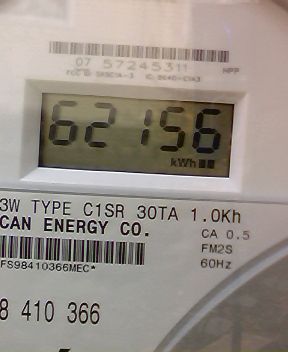 07 57245311
NPP
62156
kWh
3W TYPE C1SR 30TA 1.0Kh
CAN ENERGY CO.
CA 0.5
FM2S
60Hz
FS98410366MEC*
8 410 366